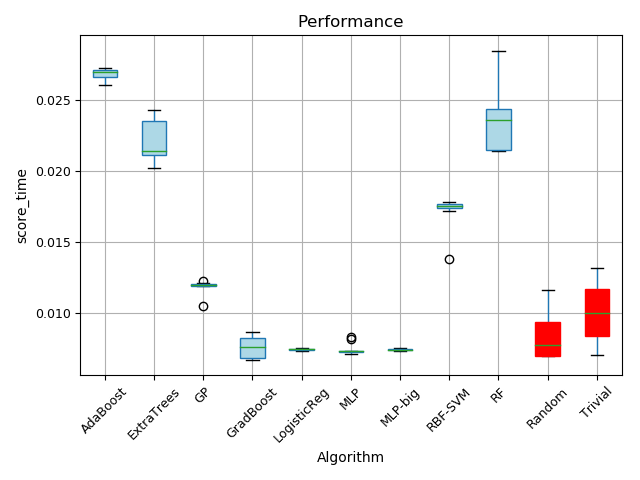 Performance
score_time
0.025
0.020
0.015
0.010
AdaBoost
ExtraTrees
GP
GradBoost
LogisticReg
MLP
MLP-big
RBF-SVM
RF
Random
Trivial
Algorithm